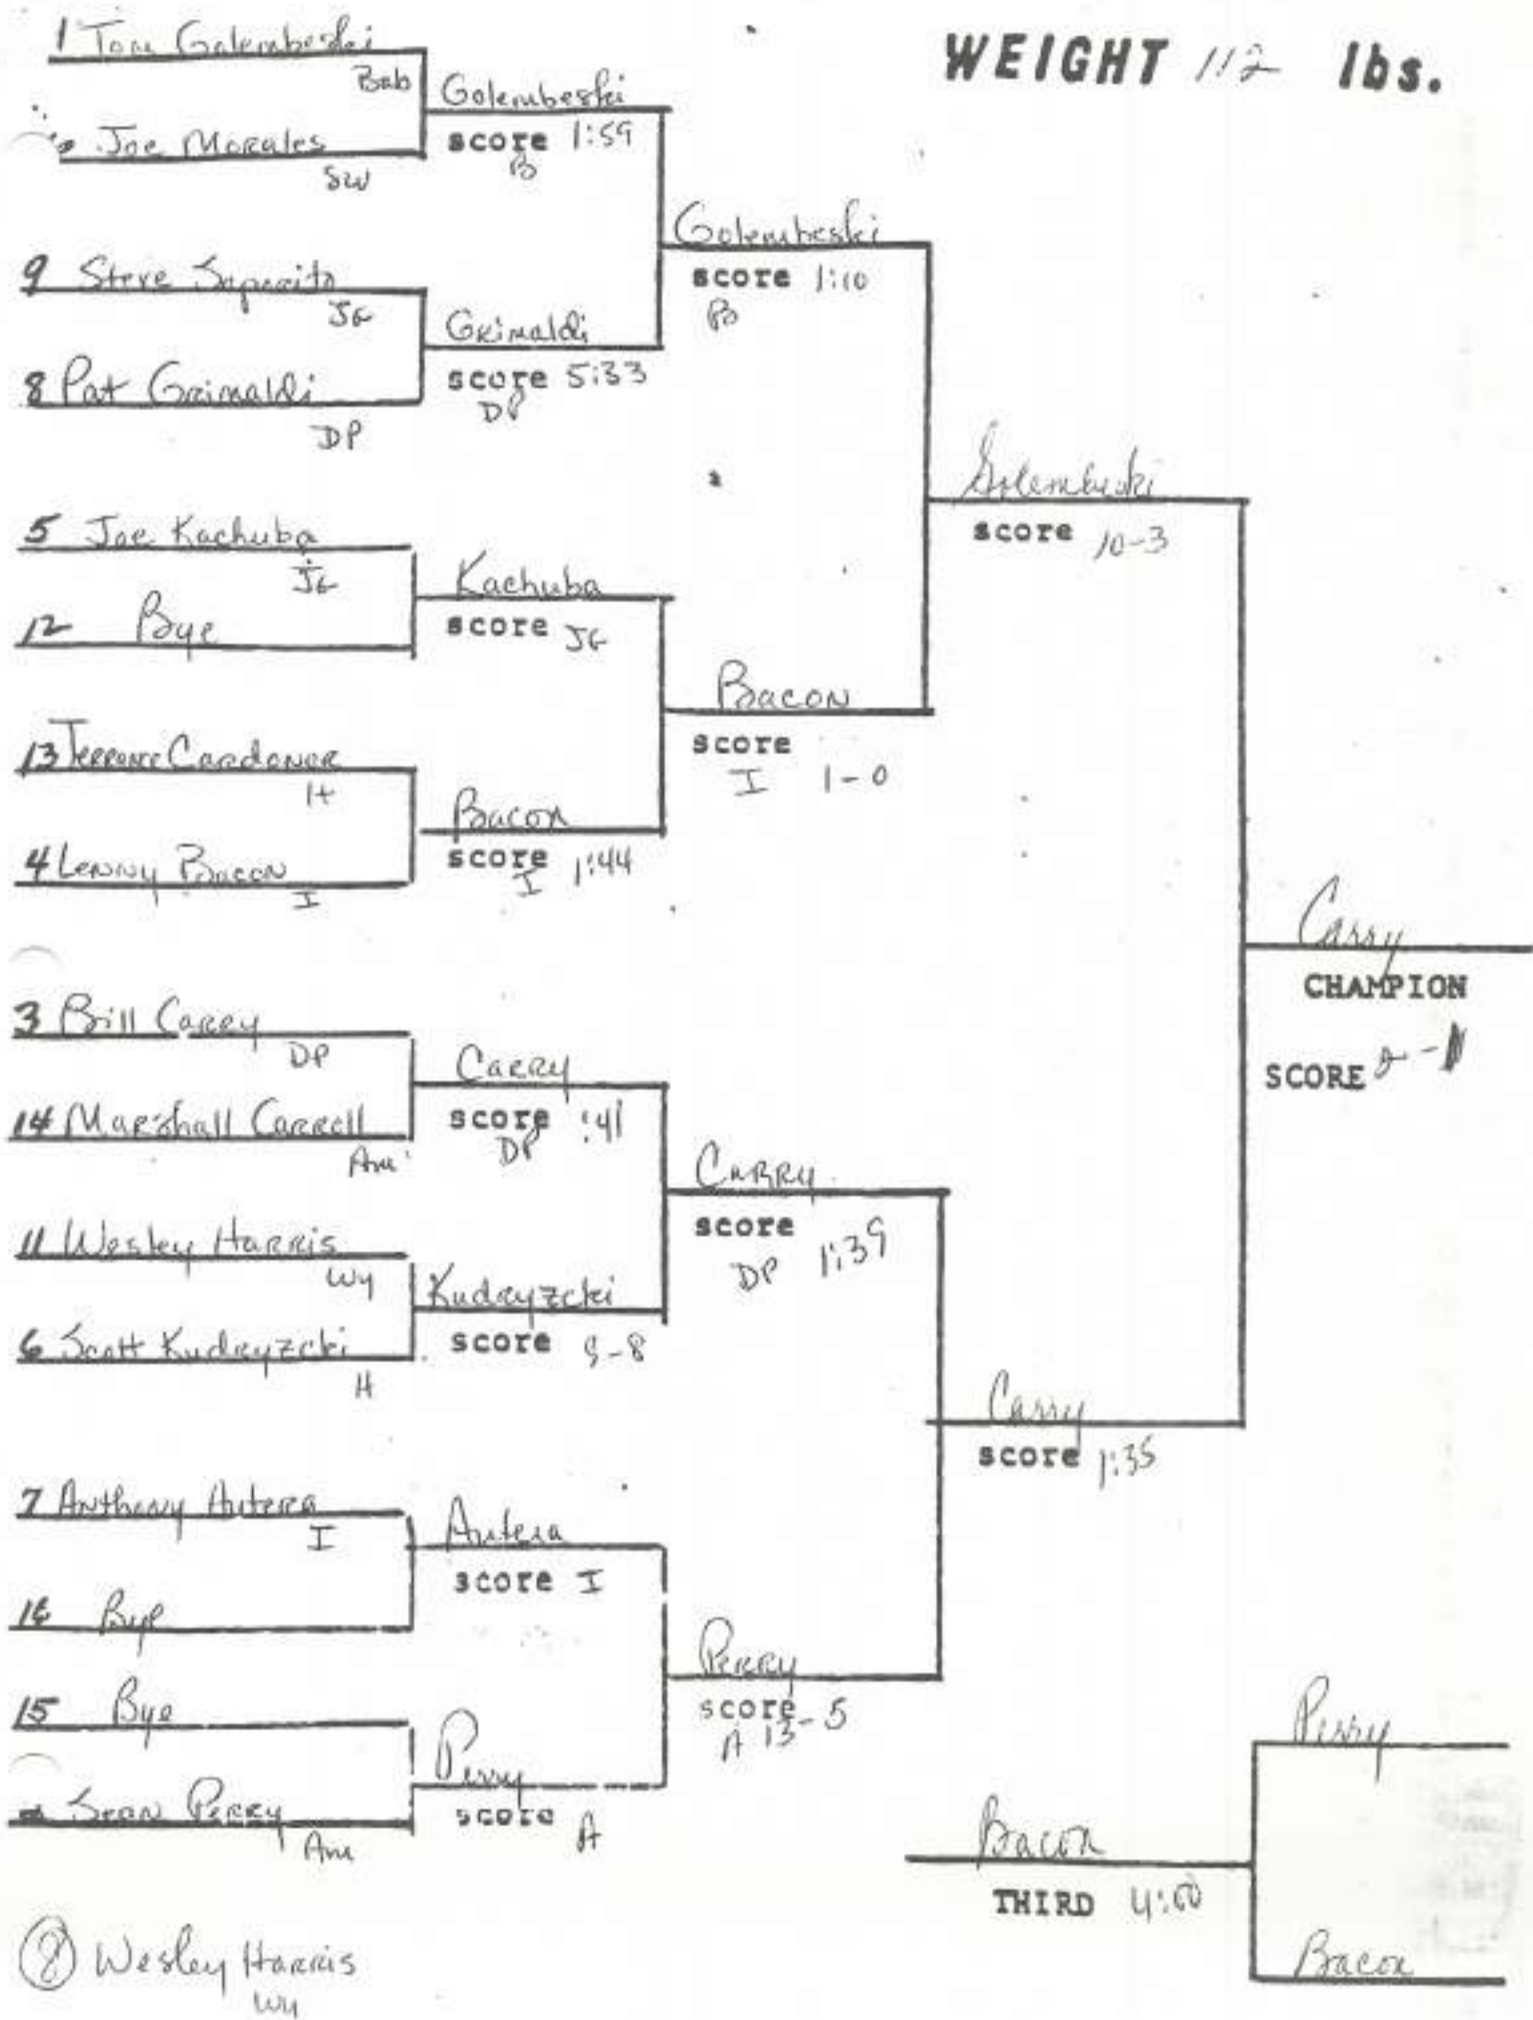 WEIGHT 112 lbs.
1 Tom Golembeski
Bab
Joe Morales
SW
Golembeski
score 1:59
B
9 Steve Saporito
JG
8 Pat Grimaldi
DP
Grimaldi
score 5:33
DP
Golembeski
score 1:10
B
5 Joe Kachuba
JG
12 Bye
Kachuba
score JG
13 Terrance Cardoner
H
4 Lenny Bacon
I
Bacon
score 1:44
I
Bacon
score
I 1-0
Golembeski
score 10-3
3 Bill Carry
DP
14 Marshall Carroll
Am
Carry
score :41
DP
11 Wesley Harris
Wy
6 Scott Kudryzcki
H
Kudryzcki
score 9-8
Carry
score
DP 1:39
7 Anthony Autera
I
16 Bye
Autera
score I
15 Bye
Sean Perry
Am
Perry
score A
Perry
score
A 13-5
Carry
score 1:35
Carry
CHAMPION
SCORE 2-
Perry
Bacon
THIRD 4:00
Bacon
8 Wesley Harris
Wy